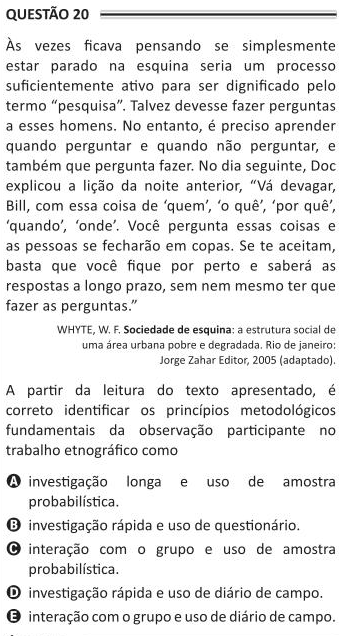 QUESTÃO 20
Às vezes ficava pensando se simplesmente
estar parado na esquina seria um processo
suficientemente ativo para ser dignificado pelo
termo “pesquisa”. Talvez devesse fazer perguntas
a esses homens. No entanto, é preciso aprender
quando perguntar e quando não perguntar, e
também que pergunta fazer. No dia seguinte, Doc
explicou a lição da noite anterior, “Vá devagar,
Bill, com essa coisa de ‘quem’, ‘o quê’, ‘por quê’,
‘quando’, ‘onde’. Você pergunta essas coisas e
as pessoas se fecharão em copas. Se te aceitam,
basta que você fique por perto e saberá as
respostas a longo prazo, sem nem mesmo ter que
fazer as perguntas.”
WHYTE, W. F. Sociedade de esquina: a estrutura social de
uma área urbana pobre e degradada. Rio de janeiro:
Jorge Zahar Editor, 2005 (adaptado).
A partir da leitura do texto apresentado, é
correto identificar os princípios metodológicos
fundamentais da observação participante no
trabalho etnográfico como
A investigação longa e uso de amostra
probabilística.
B investigação rápida e uso de questionário.
C interação com o grupo e uso de amostra
probabilística.
D investigação rápida e uso de diário de campo.
E interação com o grupo e uso de diário de campo.